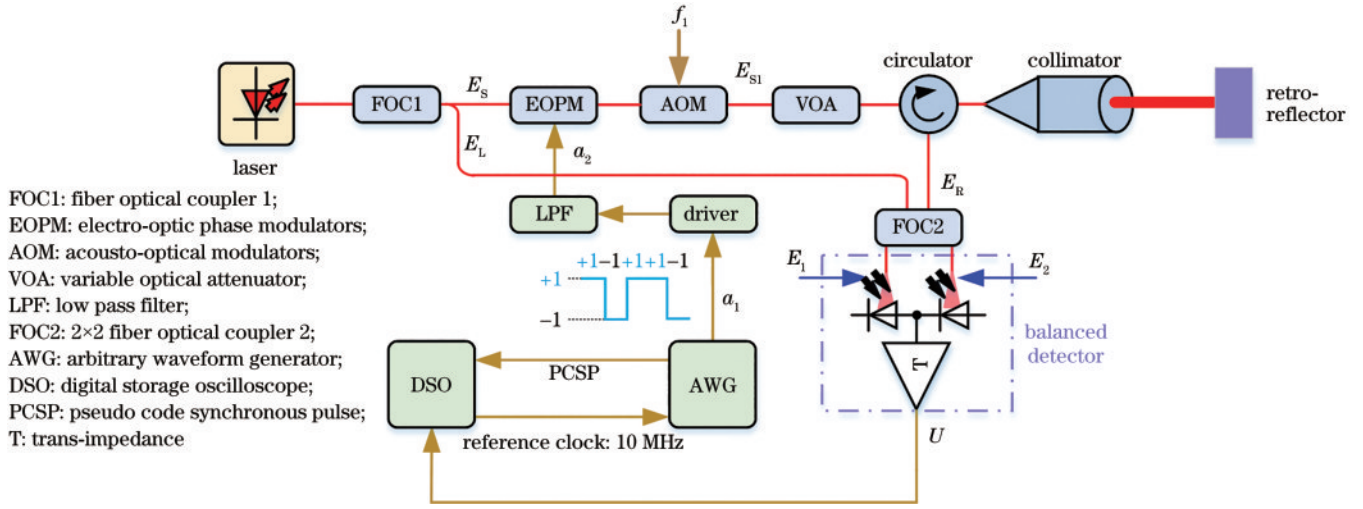 f₁
circulator
collimator
E_S
E_S1
FOC1
EOPM
AOM
VOA
retro-
reflector
laser
E_L
a₂
E_R
FOC1: fiber optical coupler 1;
EOPM: electro-optic phase modulators;
AOM: acousto-optical modulators;
VOA: variable optical attenuator;
LPF: low pass filter;
FOC2: 2×2 fiber optical coupler 2;
AWG: arbitrary waveform generator;
DSO: digital storage oscilloscope;
PCSP: pseudo code synchronous pulse;
T: trans-impedance
LPF
driver
FOC2
+1−1+1+1−1
+1
−1
a₁
E₁
E₂
balanced
detector
T
DSO
PCSP
AWG
reference clock: 10 MHz
U